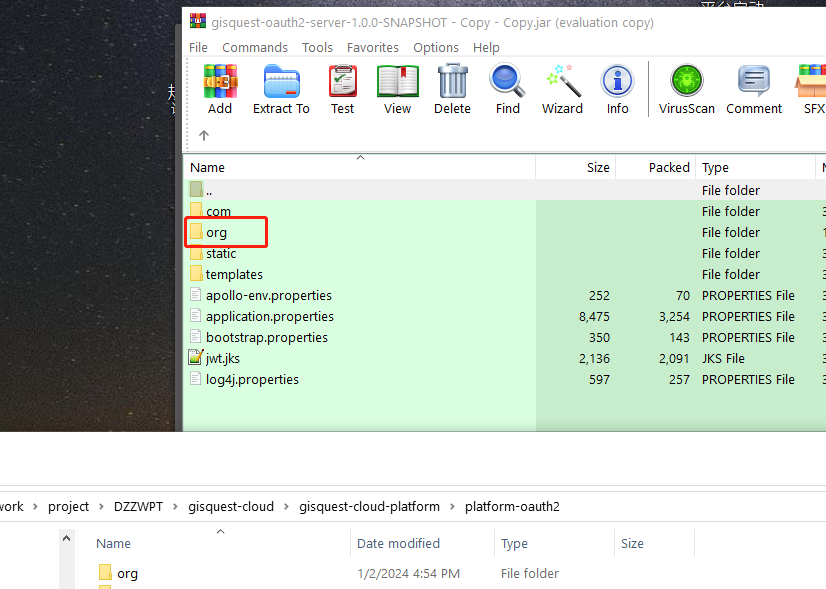 gisquest-oauth2-server-1.0.0-SNAPSHOT - Copy - Copy.jar (evaluation copy)
File Commands Tools Favorites Options Help
Add Extract To Test View Delete Find Wizard Info VirusScan Comment SFX
Name Size Packed Type
.. File folder
com File folder
org File folder
static File folder
templates File folder
apollo-env.properties 252 70 PROPERTIES File
application.properties 8,475 3,254 PROPERTIES File
bootstrap.properties 350 143 PROPERTIES File
jwt.jks 2,136 2,091 JKS File
log4j.properties 597 257 PROPERTIES File
work > project > DZZWPT > gisquest-cloud > gisquest-cloud-platform > platform-oauth2
Name Date modified Type Size
org 1/2/2024 4:54 PM File folder